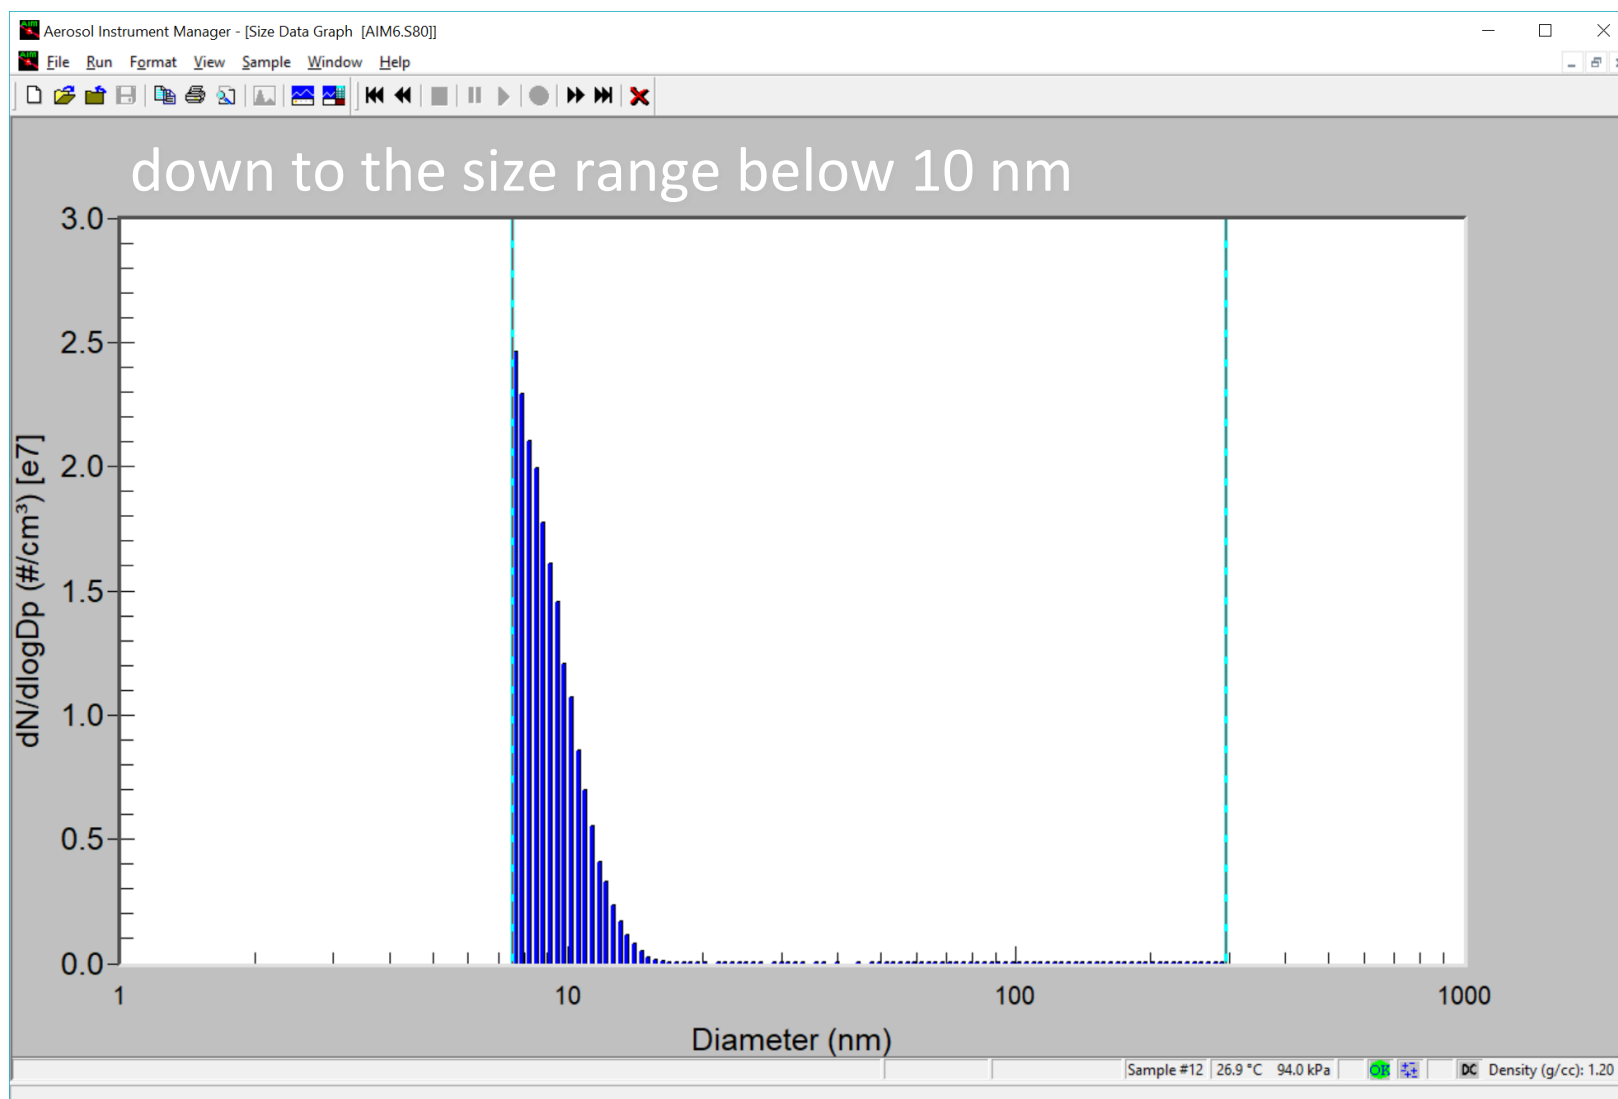 Aerosol Instrument Manager - [Size Data Graph [AIM6.S80]]
File Run Format View Sample Window Help
down to the size range below 10 nm
3.0
2.5
2.0
1.5
1.0
0.5
0.0
dN/dlogDp (#/cm³) [e7]
1 10 100 1000
Diameter (nm)
Sample #12 26.9 °C 94.0 kPa OK DC Density (g/cc): 1.20